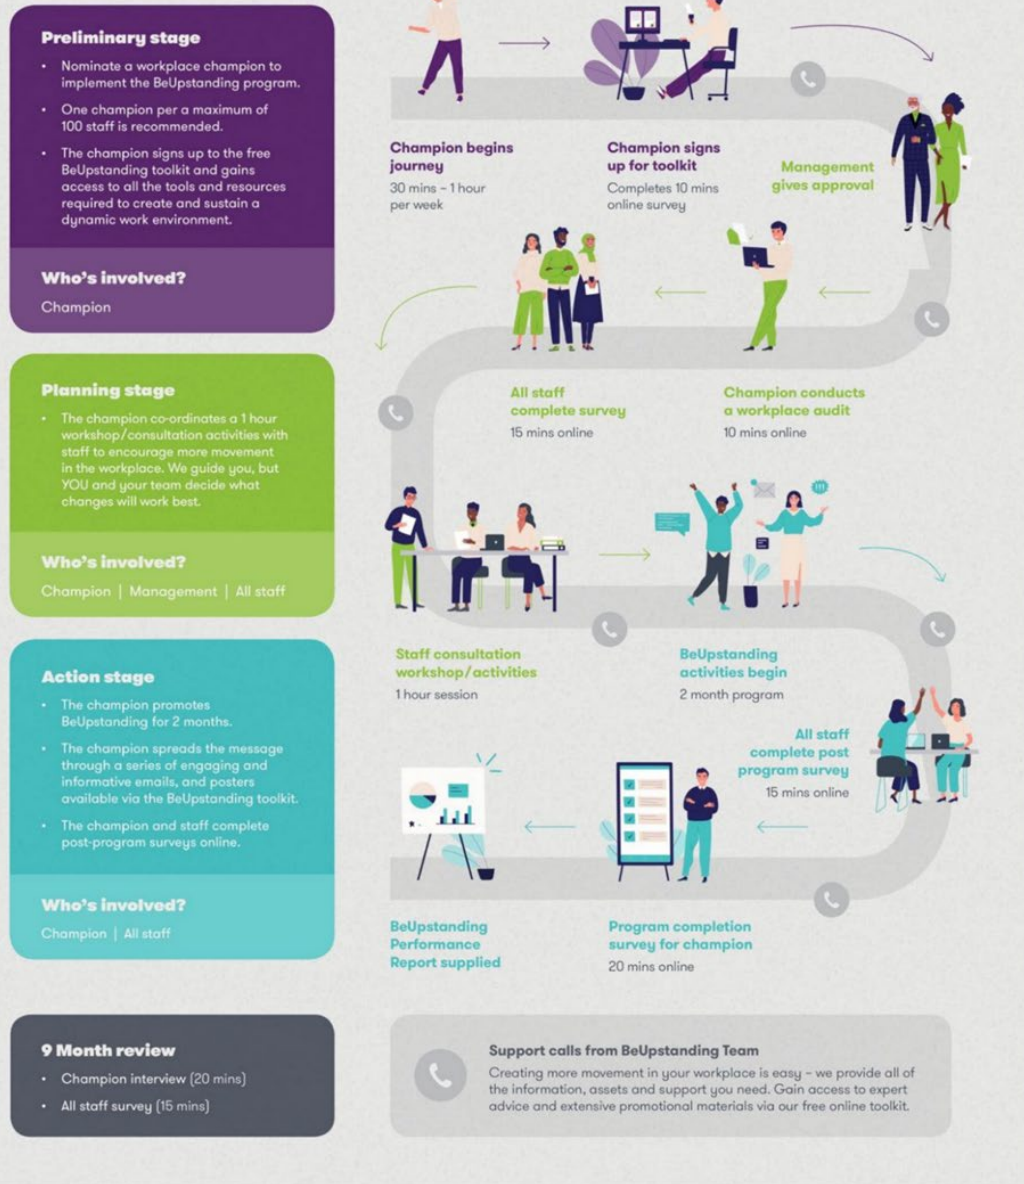 Preliminary stage
• Nominate a workplace champion to
implement the BeUpstanding program.
• One champion per a maximum of
100 staff is recommended.
• The champion signs up to the free
BeUpstanding toolkit and gains
access to all the tools and resources
required to create and sustain a
dynamic work environment.
Who's involved?
Champion
Champion begins
journey
30 mins – 1 hour
per week
Champion signs
up for toolkit
Completes 10 mins
online survey
Management
gives approval
Planning stage
• The champion co-ordinates a 1 hour
workshop/consultation activities with
staff to encourage more movement
in the workplace. We guide you, but
YOU and your team decide what
changes will work best.
Who's involved?
Champion | Management | All staff
All staff
complete survey
15 mins online
Champion conducts
a workplace audit
10 mins online
Staff consultation
workshop/activities
1 hour session
BeUpstanding
activities begin
2 month program
Action stage
• The champion promotes
BeUpstanding for 2 months.
• The champion spreads the message
through a series of engaging and
informative emails, and posters
available via the BeUpstanding toolkit.
• The champion and staff complete
post-program surveys online.
Who's involved?
Champion | All staff
All staff
complete post
program survey
15 mins online
BeUpstanding
Performance
Report supplied
Program completion
survey for champion
20 mins online
9 Month review
• Champion interview (20 mins)
• All staff survey (15 mins)
Support calls from BeUpstanding Team
Creating more movement in your workplace is easy – we provide all of
the information, assets and support you need. Gain access to expert
advice and extensive promotional materials via our free online toolkit.